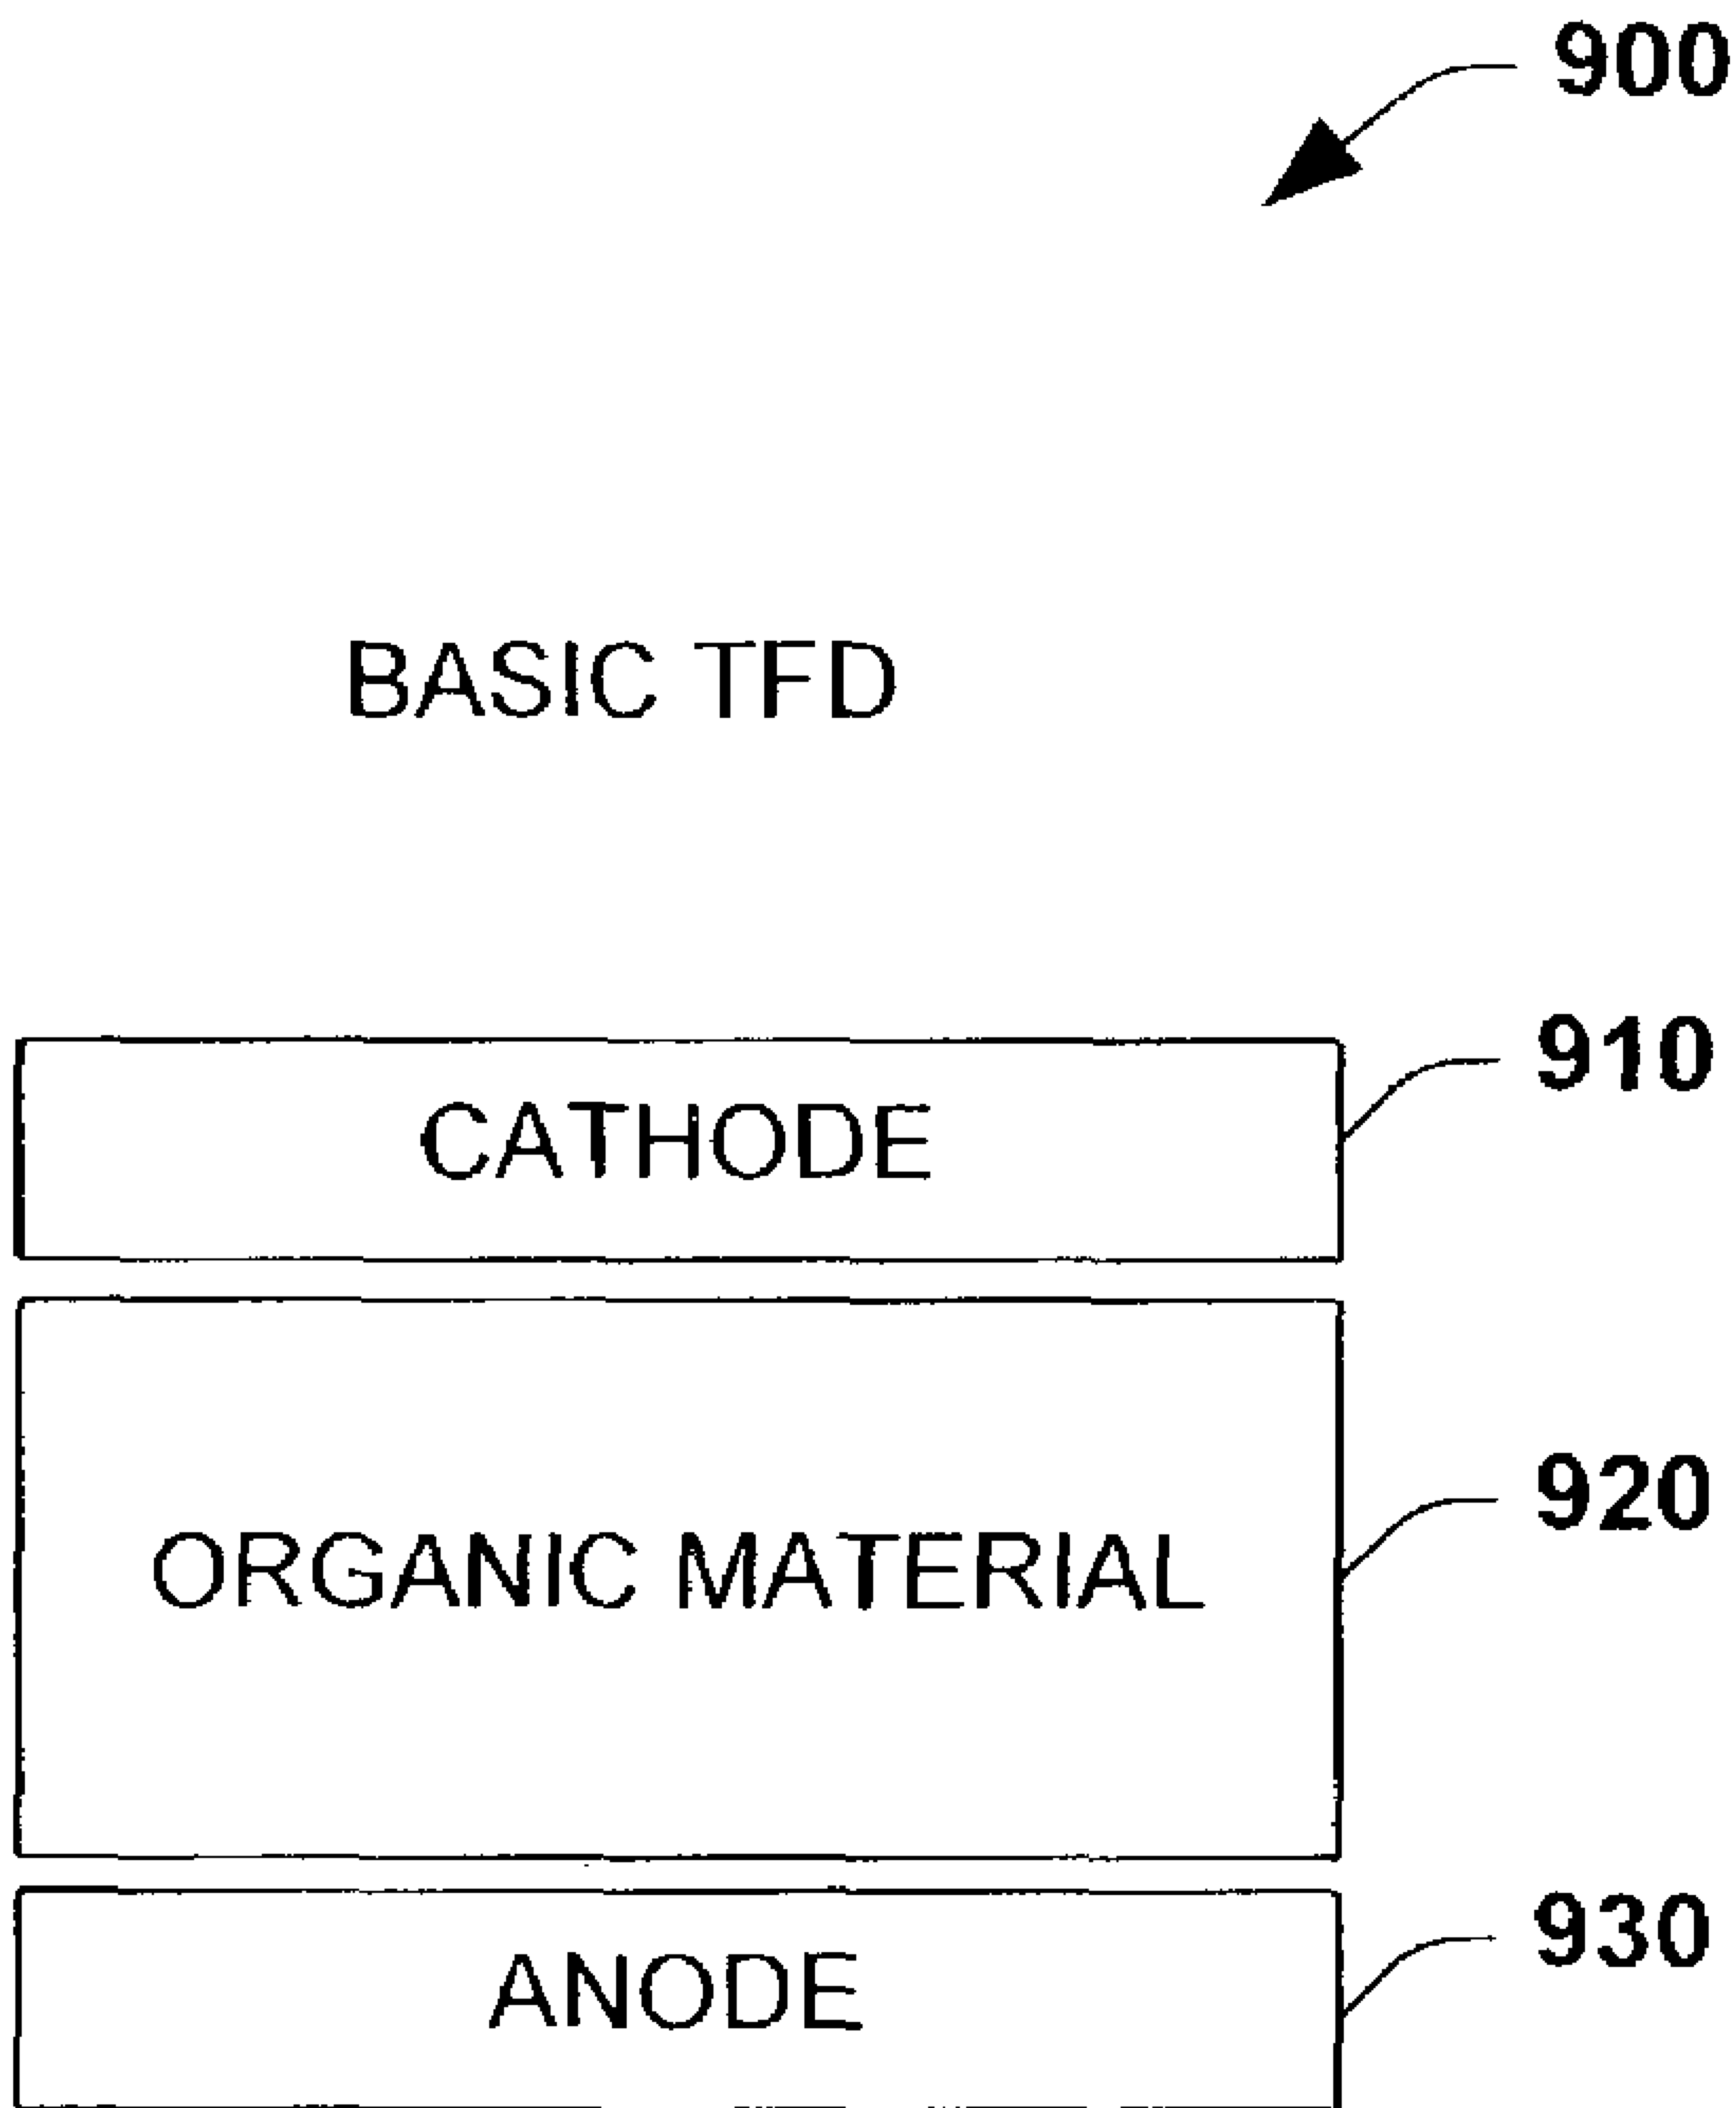 900
BASIC TFD
910
CATHODE
920
ORGANIC MATERIAL
930
ANODE